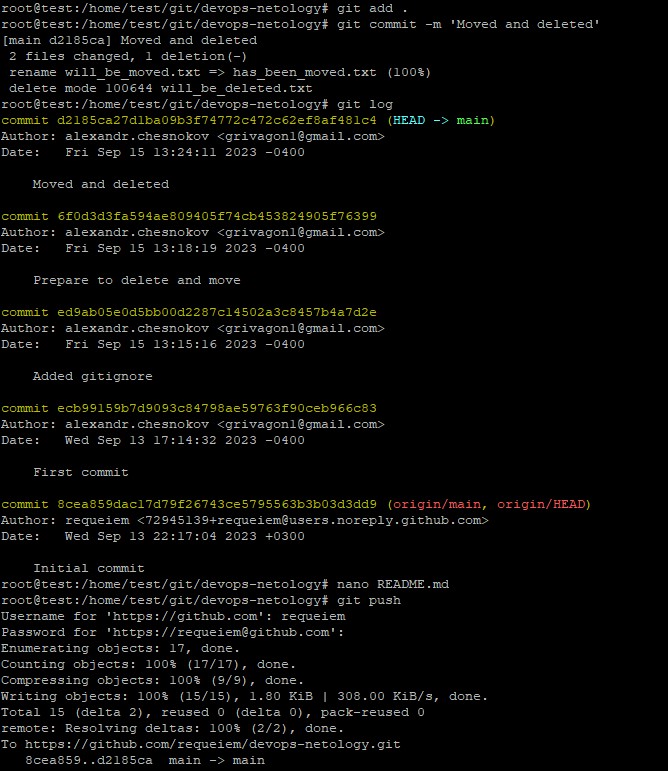 root@test:/home/test/git/devops-netology# git add .
root@test:/home/test/git/devops-netology# git commit -m 'Moved and deleted'
[main d2185ca] Moved and deleted
 2 files changed, 1 deletion(-)
 rename will_be_moved.txt => has_been_moved.txt (100%)
 delete mode 100644 will_be_deleted.txt
root@test:/home/test/git/devops-netology# git log
commit d2185ca27d1ba09b3f74772c472c62ef8af481c4 (HEAD -> main)
Author: alexandr.chesnokov <grivagon1@gmail.com>
Date:   Fri Sep 15 13:24:11 2023 -0400

    Moved and deleted

commit 6f0d3d3fa594ae809405f74cb453824905f76399
Author: alexandr.chesnokov <grivagon1@gmail.com>
Date:   Fri Sep 15 13:18:19 2023 -0400

    Prepare to delete and move

commit ed9ab05e0d5bb00d2287c14502a3c8457b4a7d2e
Author: alexandr.chesnokov <grivagon1@gmail.com>
Date:   Fri Sep 15 13:15:16 2023 -0400

    Added gitignore

commit ecb99159b7d9093c84798ae59763f90ceb966c83
Author: alexandr.chesnokov <grivagon1@gmail.com>
Date:   Wed Sep 13 17:14:32 2023 -0400

    First commit

commit 8cea859dac17d79f26743ce5795563b3b03d3dd9 (origin/main, origin/HEAD)
Author: requeiem <72945139+requeiem@users.noreply.github.com>
Date:   Wed Sep 13 22:17:04 2023 +0300

    Initial commit
root@test:/home/test/git/devops-netology# nano README.md
root@test:/home/test/git/devops-netology# git push
Username for 'https://github.com': requeiem
Password for 'https://requeiem@github.com':
Enumerating objects: 17, done.
Counting objects: 100% (17/17), done.
Compressing objects: 100% (9/9), done.
Writing objects: 100% (15/15), 1.80 KiB | 308.00 KiB/s, done.
Total 15 (delta 2), reused 0 (delta 0), pack-reused 0
remote: Resolving deltas: 100% (2/2), done.
To https://github.com/requeiem/devops-netology.git
   8cea859..d2185ca  main -> main